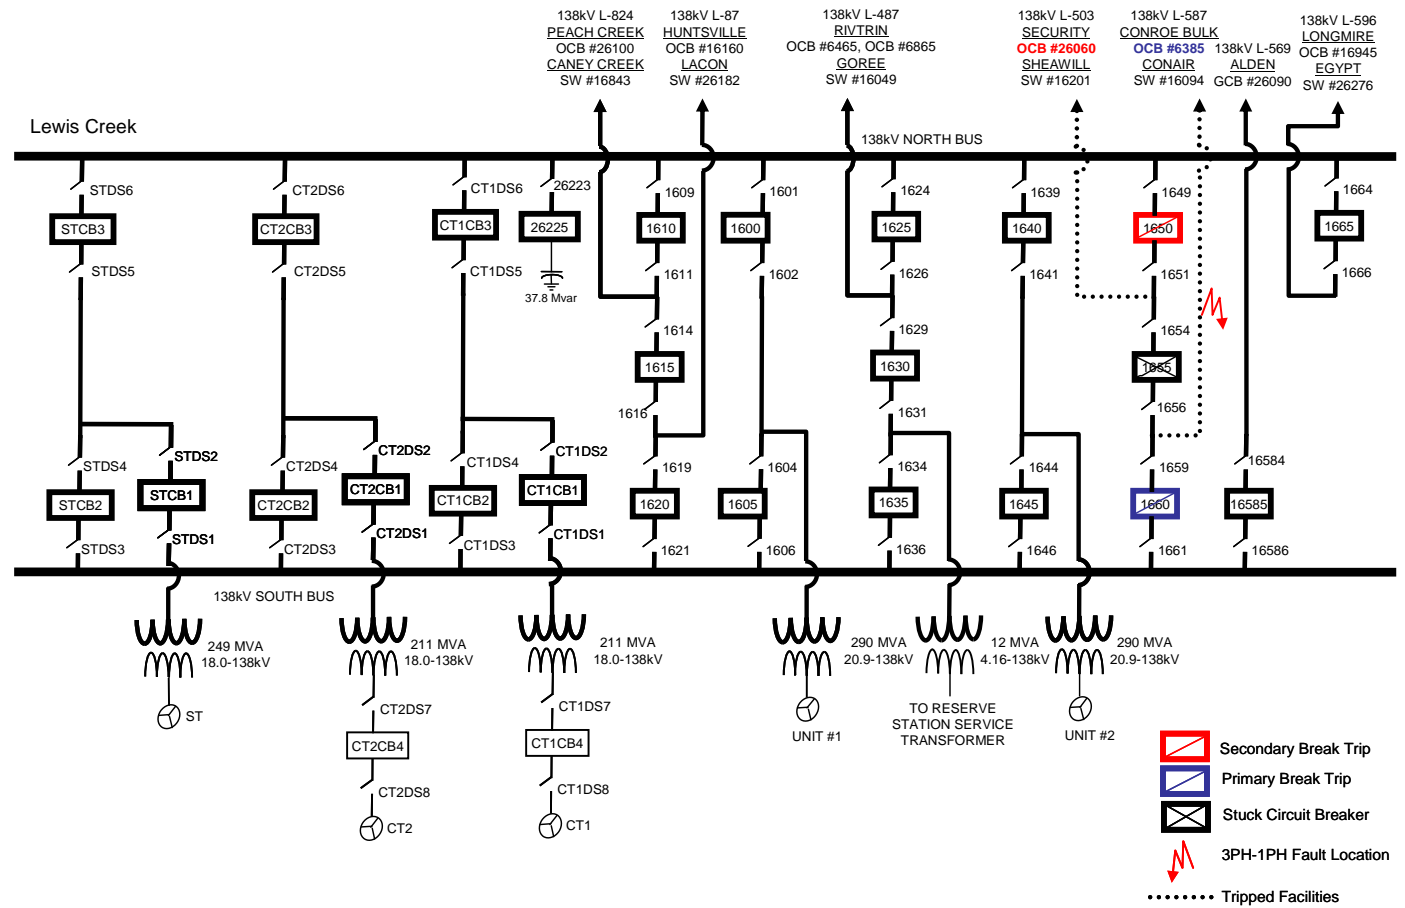 138kV L-824
PEACH CREEK
OCB #26100
CANEY CREEK
SW #16843
138kV L-87
HUNTSVILLE
OCB #16160
LACON
SW #26182
138kV L-487
RIVTRIN
OCB #6465, OCB #6865
GOREE
SW #16049
138kV L-503
SECURITY
OCB #26060
SHEAWILL
SW #16201
138kV L-587
CONROE BULK
OCB #6385
CONAIR
SW #16094
138kV L-569
ALDEN
GCB #26090
138kV L-596
LONGMIRE
OCB #16945
EGYPT
SW #26276
Lewis Creek
138kV NORTH BUS
STDS6
STCB3
STDS5
STDS4
STDS2
STCB2
STCB1
STDS3
STDS1
CT2DS6
CT2CB3
CT2DS5
CT2DS4
CT2DS2
CT2CB2
CT2CB1
CT2DS3
CT2DS1
CT1DS6
CT1CB3
CT1DS5
CT1DS4
CT1DS2
CT1CB2
CT1CB1
CT1DS3
CT1DS1
26223
26225
37.8 Mvar
1609
1610
1611
1614
1615
1616
1619
1620
1621
1601
1600
1602
1604
1605
1606
1624
1625
1626
1629
1630
1631
1634
1635
1636
1639
1640
1641
1644
1645
1646
1649
1650
1651
1654
1655
1656
1659
1660
1661
16584
16585
16586
1664
1665
1666
138kV SOUTH BUS
249 MVA
18.0-138kV
ST
211 MVA
18.0-138kV
CT2DS7
CT2CB4
CT2DS8
CT2
211 MVA
18.0-138kV
CT1DS7
CT1CB4
CT1DS8
CT1
290 MVA
20.9-138kV
UNIT #1
12 MVA
4.16-138kV
TO RESERVE
STATION SERVICE
TRANSFORMER
290 MVA
20.9-138kV
UNIT #2
Secondary Break Trip
Primary Break Trip
Stuck Circuit Breaker
3PH-1PH Fault Location
Tripped Facilities